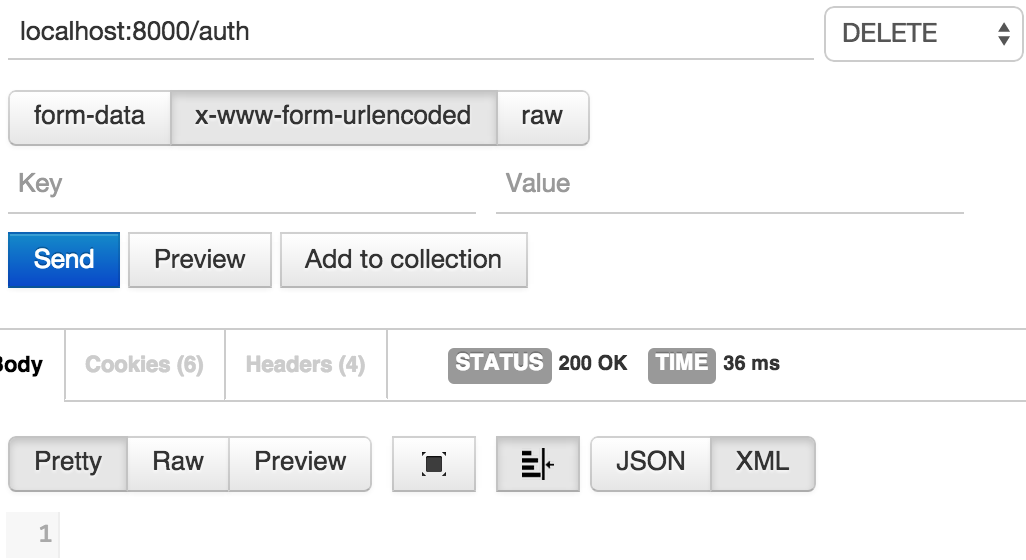 localhost:8000/auth DELETE
form-data x-www-form-urlencoded raw
Key Value
Send Preview Add to collection
Body Cookies (6) Headers (4) STATUS 200 OK TIME 36 ms
Pretty Raw Preview JSON XML
1